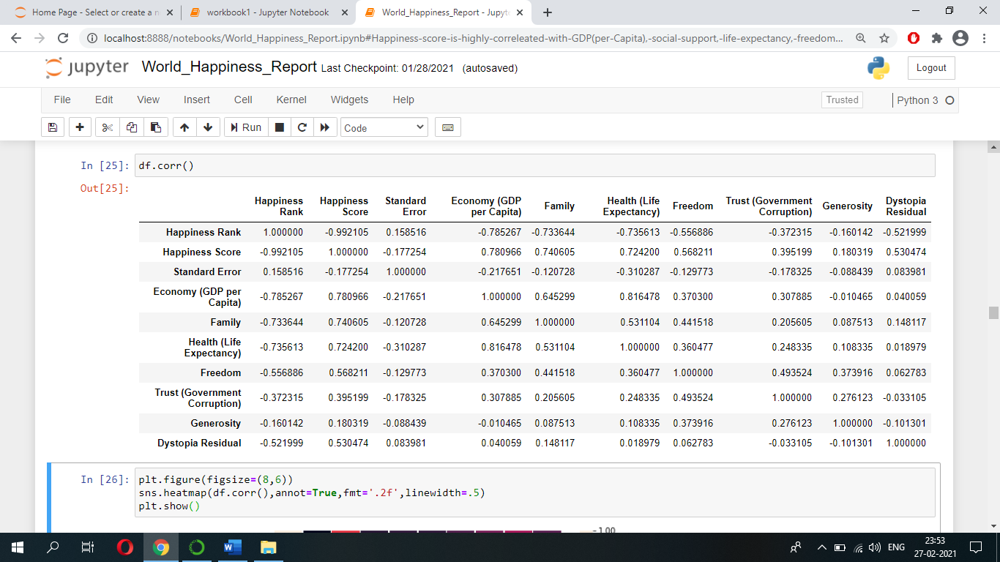 Home Page - Select or create a n
workbook1 - Jupyter Notebook
World_Happiness_Report - Jupyt
localhost:8888/notebooks/World_Happiness_Report.ipynb#Happiness-score-is-highly-correleated-with-GDP(per-Capita),-social-support,-life-expectancy,-freedom...
jupyter World_Happiness_Report Last Checkpoint: 01/28/2021 (autosaved)
Logout
File Edit View Insert Cell Kernel Widgets Help
Trusted
Python 3
Run
Code
In [25]: df.corr()
Out[25]:
Happiness Rank Happiness Score Standard Error Economy (GDP per Capita) Family Health (Life Expectancy) Freedom Trust (Government Corruption) Generosity Dystopia Residual
Happiness Rank 1.000000 -0.992105 0.158516 -0.785267 -0.733644 -0.735613 -0.556886 -0.372315 -0.160142 -0.521999
Happiness Score -0.992105 1.000000 -0.177254 0.780966 0.740605 0.724200 0.568211 0.395199 0.180319 0.530474
Standard Error 0.158516 -0.177254 1.000000 -0.217651 -0.120728 -0.310287 -0.129773 -0.178325 -0.088439 0.083981
Economy (GDP per Capita) -0.785267 0.780966 -0.217651 1.000000 0.645299 0.816478 0.370300 0.307885 -0.010465 0.040059
Family -0.733644 0.740605 -0.120728 0.645299 1.000000 0.531104 0.441518 0.205605 0.087513 0.148117
Health (Life Expectancy) -0.735613 0.724200 -0.310287 0.816478 0.531104 1.000000 0.360477 0.248335 0.108335 0.018979
Freedom -0.556886 0.568211 -0.129773 0.370300 0.441518 0.360477 1.000000 0.493524 0.373916 0.062783
Trust (Government Corruption) -0.372315 0.395199 -0.178325 0.307885 0.205605 0.248335 0.493524 1.000000 0.276123 -0.033105
Generosity -0.160142 0.180319 -0.088439 -0.010465 0.087513 0.108335 0.373916 0.276123 1.000000 -0.101301
Dystopia Residual -0.521999 0.530474 0.083981 0.040059 0.148117 0.018979 0.062783 -0.033105 -0.101301 1.000000
In [26]: plt.figure(figsize=(8,6))
sns.heatmap(df.corr(),annot=True,fmt='.2f',linewidth=.5)
plt.show()
1.00
ENG
23:53
27-02-2021